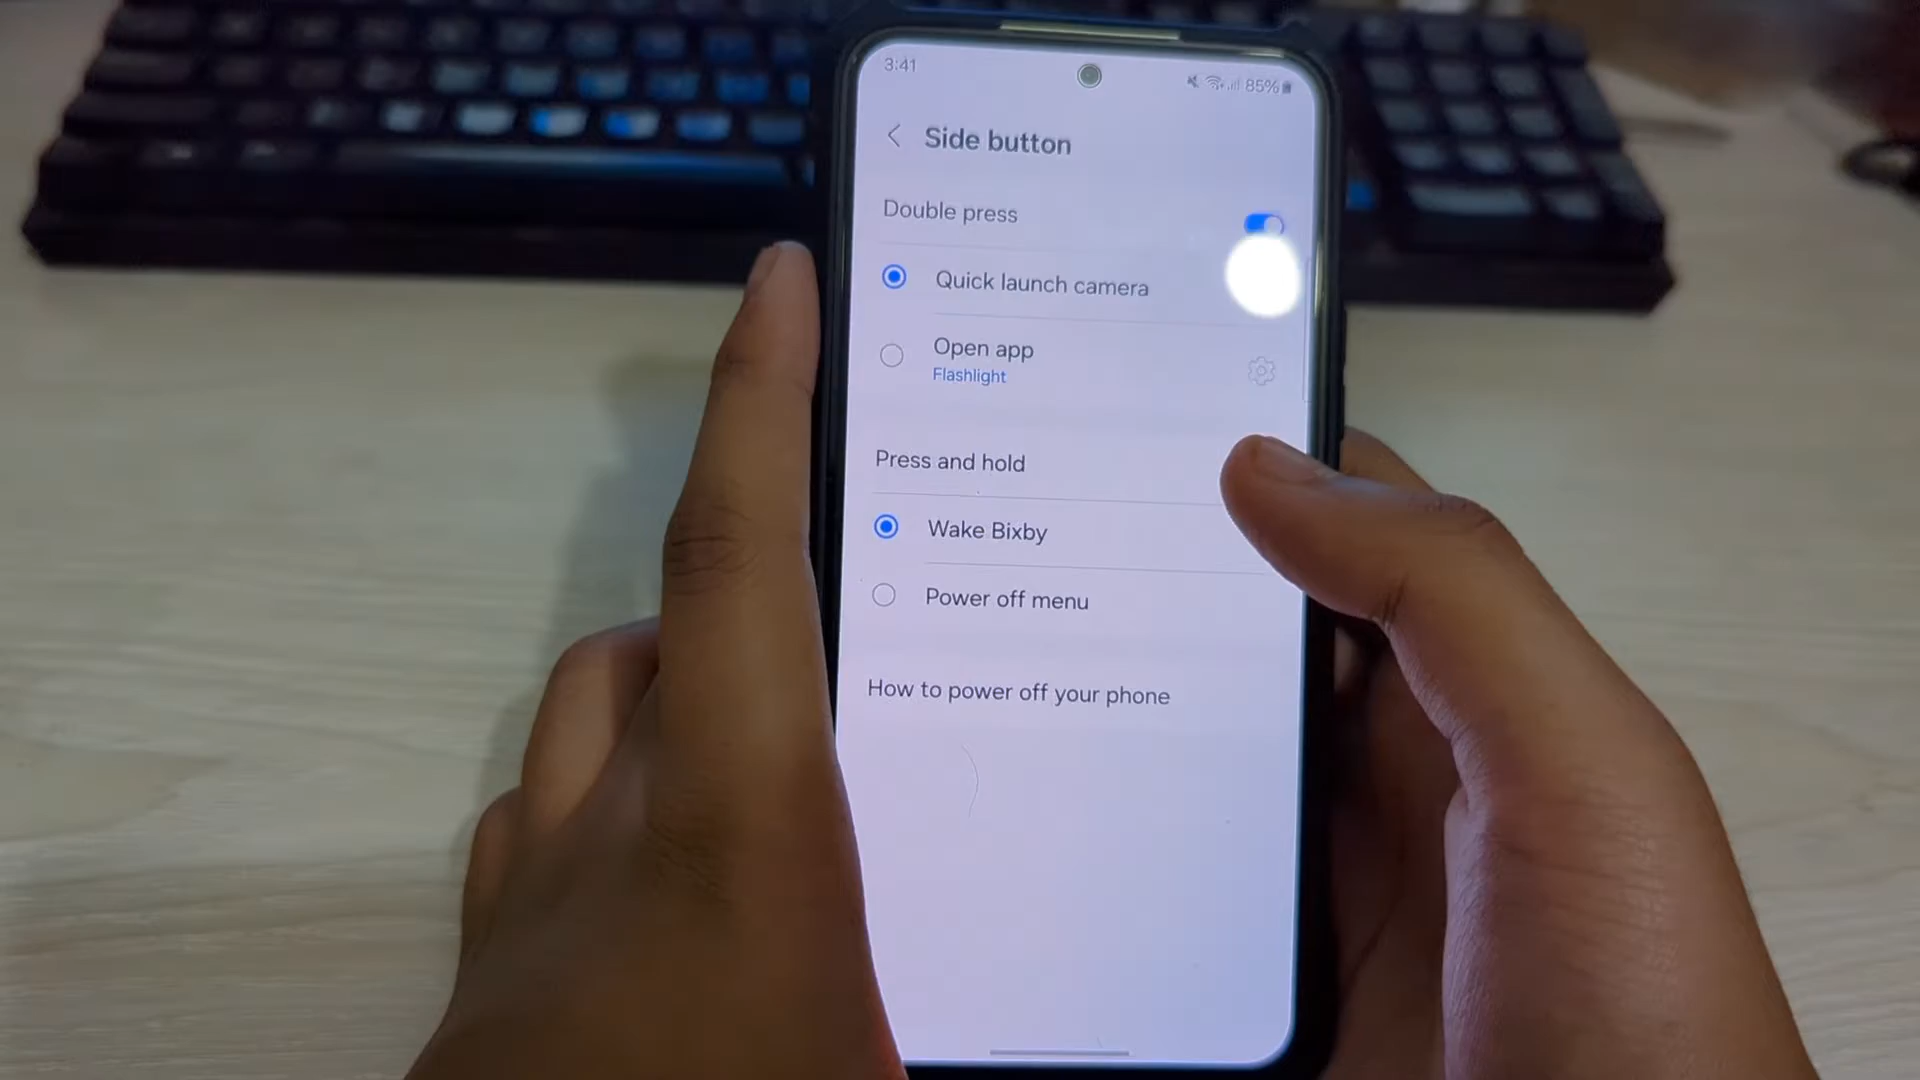 3:41
85%
Side button
Double press
Quick launch camera
Open app
Flashlight
Press and hold
Wake Bixby
Power off menu
How to power off your phone